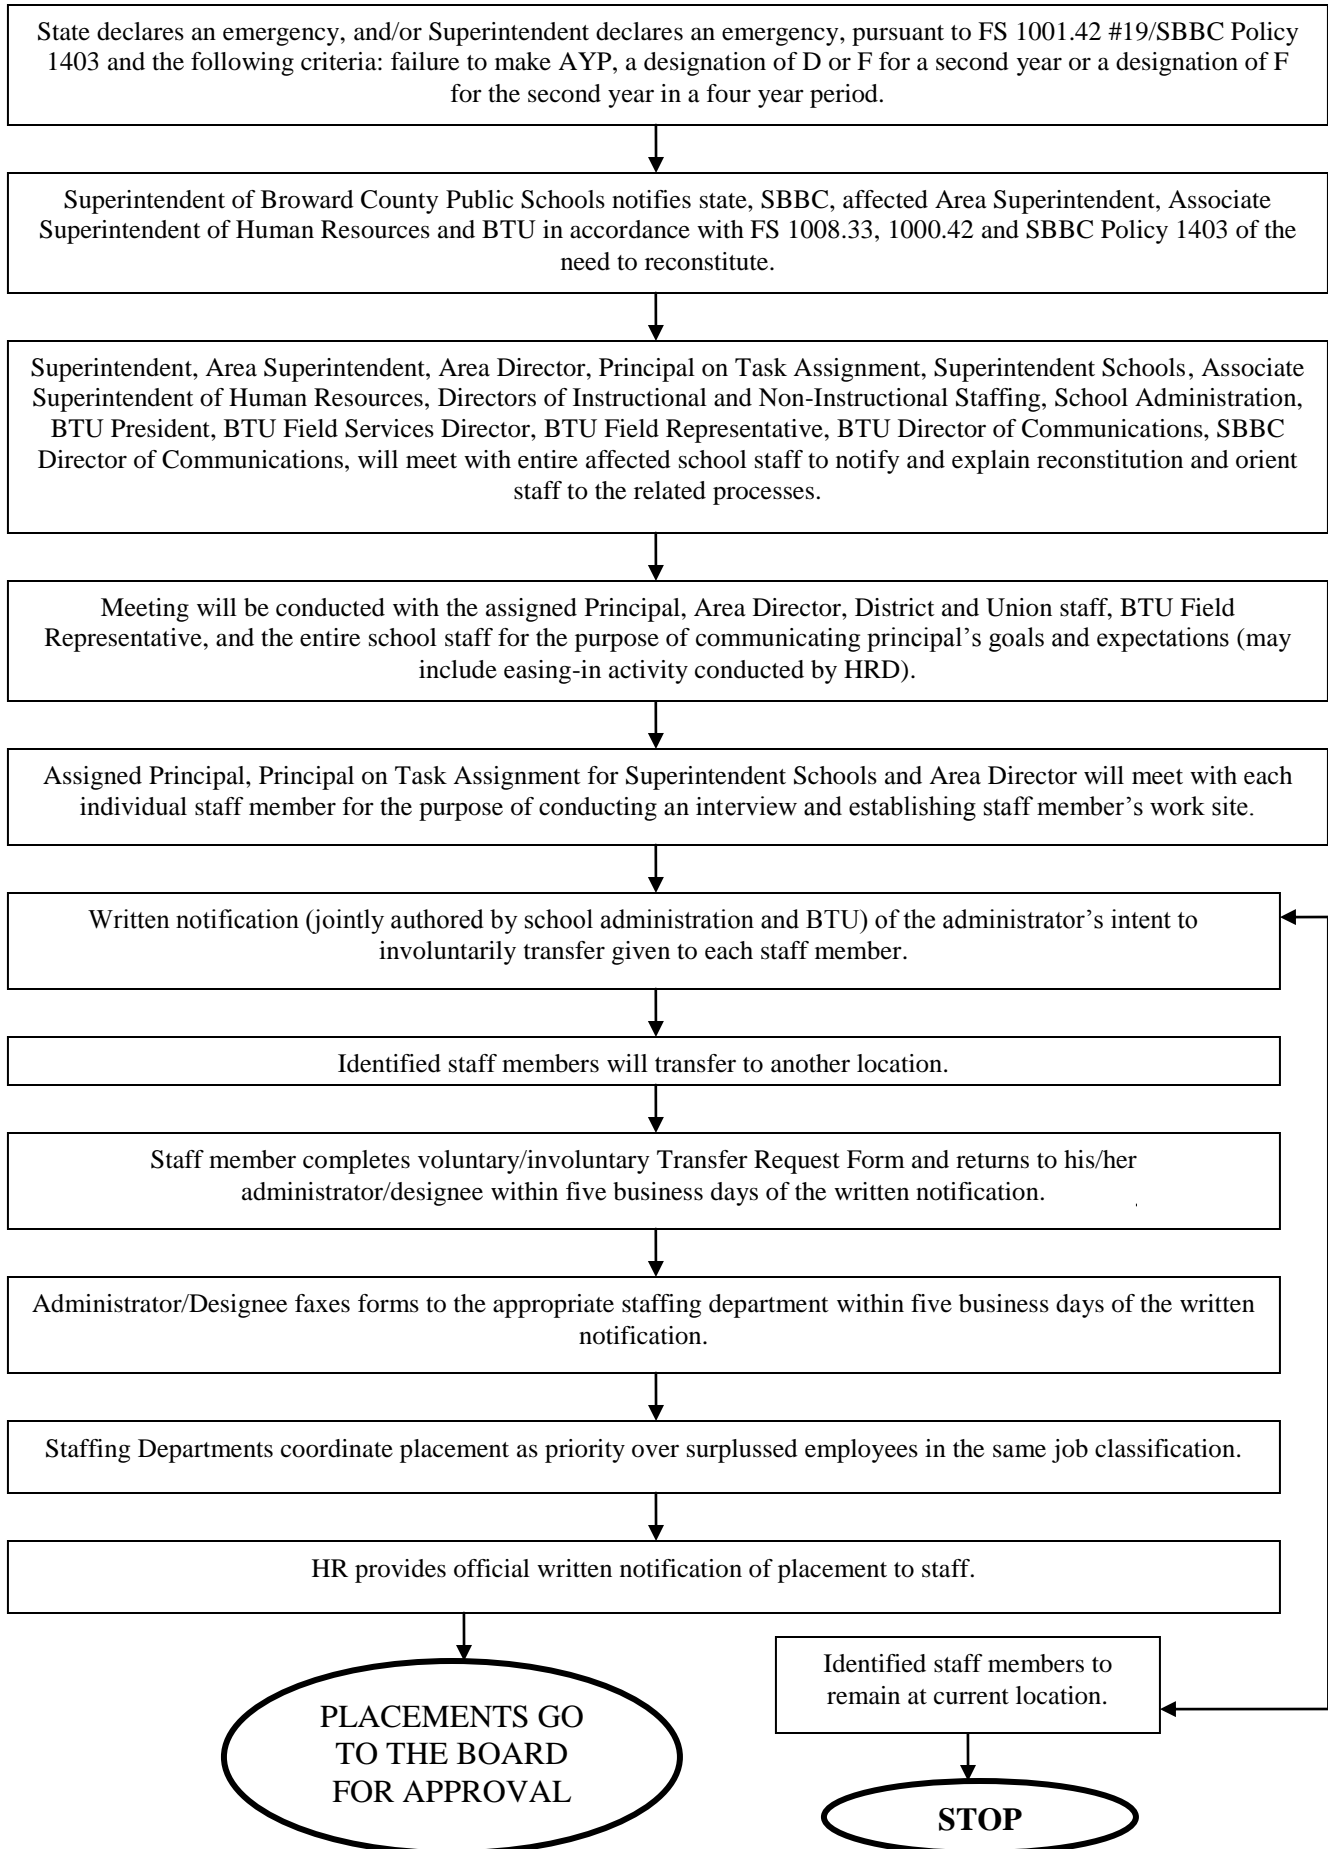 State declares an emergency, and/or Superintendent declares an emergency, pursuant to FS 1001.42 #19/SBBC Policy
1403 and the following criteria: failure to make AYP, a designation of D or F for a second year or a designation of F
for the second year in a four year period.
Superintendent of Broward County Public Schools notifies state, SBBC, affected Area Superintendent, Associate
Superintendent of Human Resources and BTU in accordance with FS 1008.33, 1000.42 and SBBC Policy 1403 of the
need to reconstitute.
Superintendent, Area Superintendent, Area Director, Principal on Task Assignment, Superintendent Schools, Associate
Superintendent of Human Resources, Directors of Instructional and Non-Instructional Staffing, School Administration,
BTU President, BTU Field Services Director, BTU Field Representative, BTU Director of Communications, SBBC
Director of Communications, will meet with entire affected school staff to notify and explain reconstitution and orient
staff to the related processes.
Meeting will be conducted with the assigned Principal, Area Director, District and Union staff, BTU Field
Representative, and the entire school staff for the purpose of communicating principal's goals and expectations (may
include easing-in activity conducted by HRD).
Assigned Principal, Principal on Task Assignment for Superintendent Schools and Area Director will meet with each
individual staff member for the purpose of conducting an interview and establishing staff member's work site.
Written notification (jointly authored by school administration and BTU) of the administrator's intent to
involuntarily transfer given to each staff member.
Identified staff members will transfer to another location.
Staff member completes voluntary/involuntary Transfer Request Form and returns to his/her
administrator/designee within five business days of the written notification.
Administrator/Designee faxes forms to the appropriate staffing department within five business days of the written
notification.
Staffing Departments coordinate placement as priority over surplussed employees in the same job classification.
HR provides official written notification of placement to staff.
PLACEMENTS GO
TO THE BOARD
FOR APPROVAL
Identified staff members to
remain at current location.
STOP